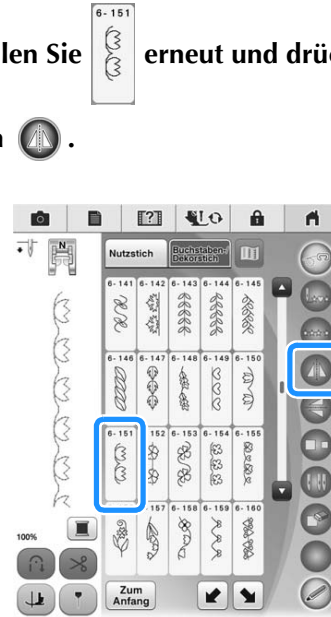 6-151
len Sie erneut und drüc
.
N
Nutzstich
Buchstaben-/
Dekorstich
6-141 6-142 6-143 6-144 6-145
6-146 6-147 6-148 6-149 6-150
6-151 152 6-153 6-154 6-155
157 6-158 6-159 6-160
100%
Zum
Anfang